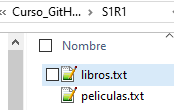 Curso_GitH... > S1R1
Nombre
libros.txt
peliculas.txt